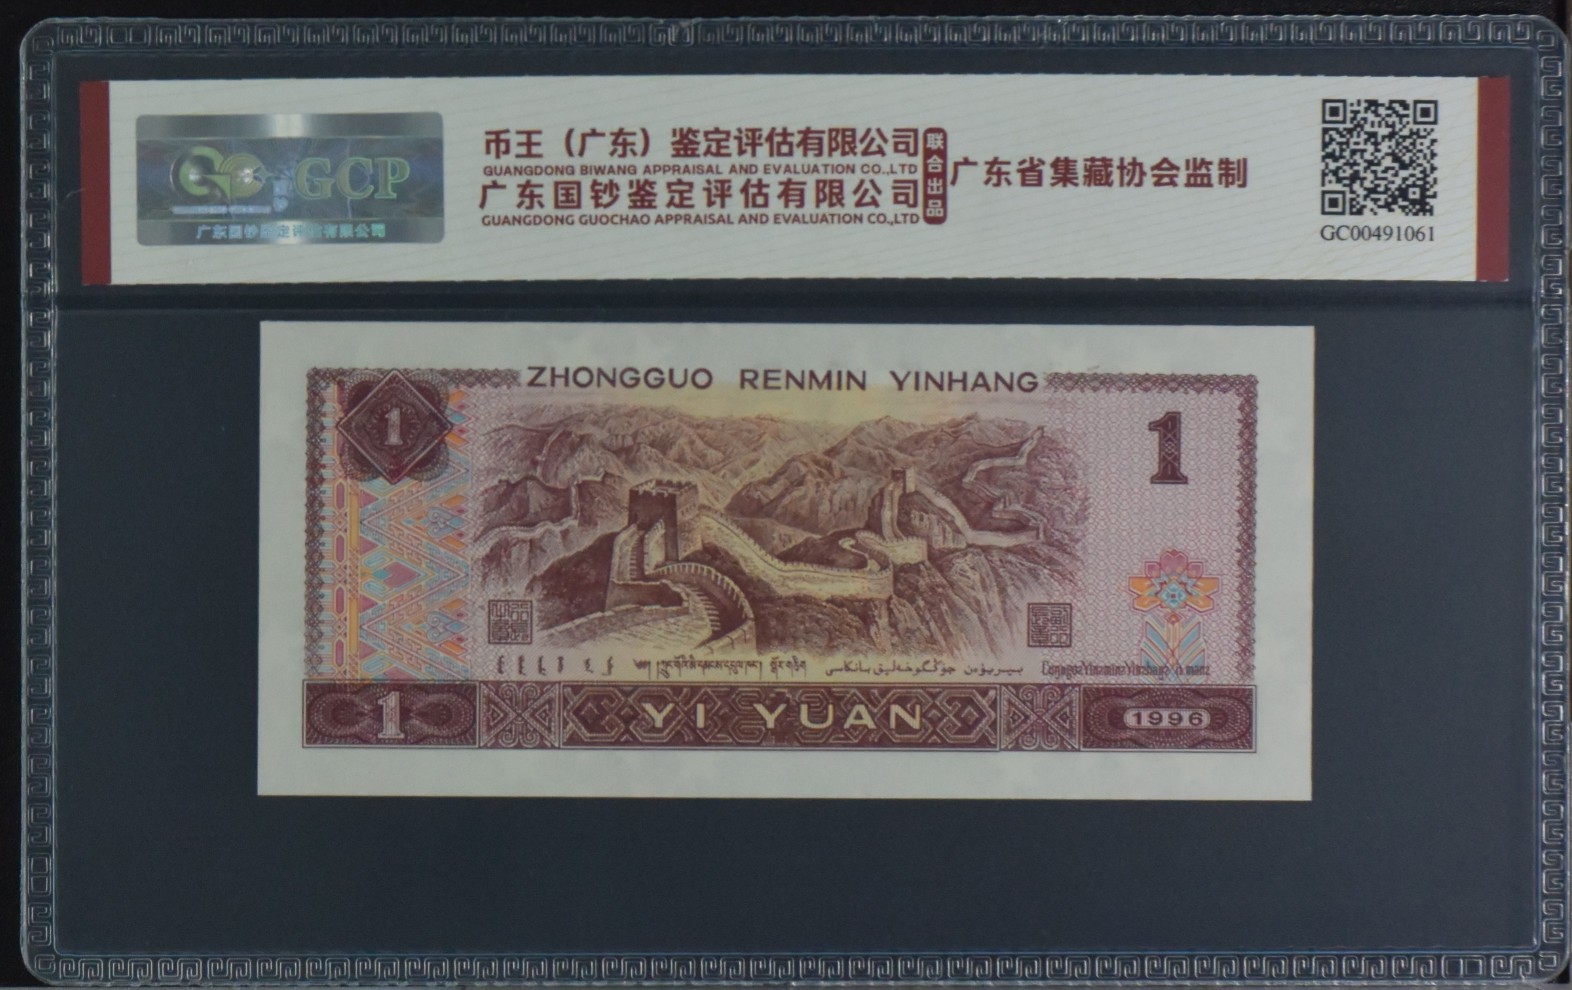 GCP
广东国钞鉴定评估有限公司
币王（广东）鉴定评估有限公司
GUANGDONG BIWANG APPRAISAL AND EVALUATION CO.,LTD
广东国钞鉴定评估有限公司
GUANGDONG GUOCHAO APPRAISAL AND EVALUATION CO.,LTD
联合出品
广东省集藏协会监制
GC00491061
ZHONGGUO RENMIN YINHANG
1
1
1
YI YUAN
1996